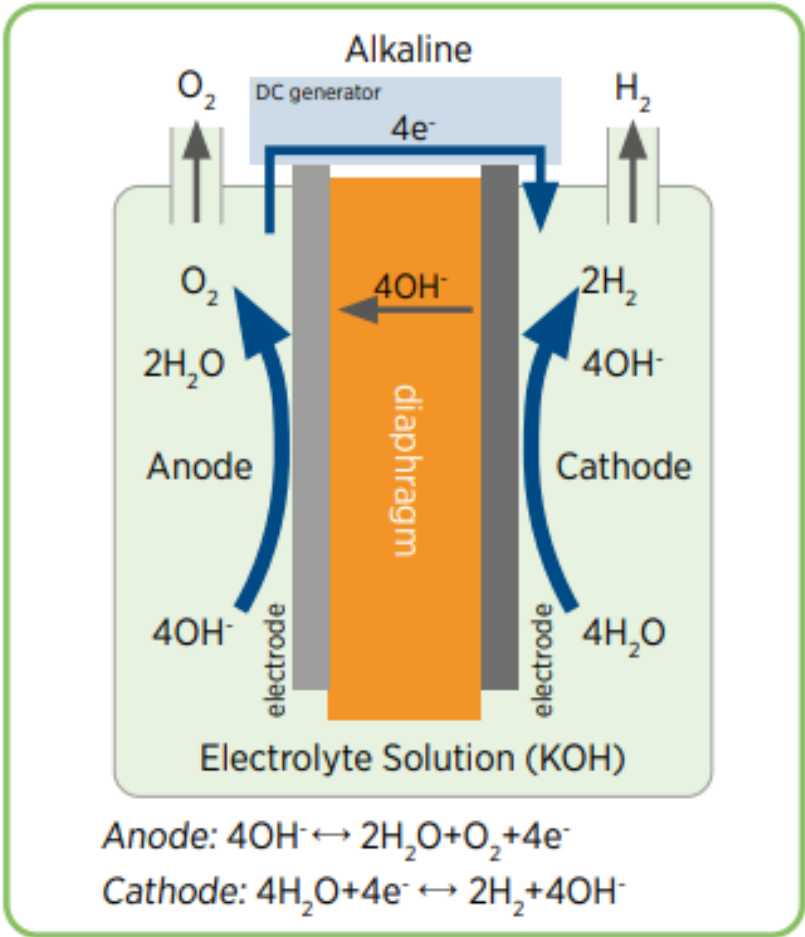 Alkaline
O₂
DC generator
H₂
4e⁻
O₂
4OH⁻
2H₂
2H₂O
4OH⁻
diaphragm
Anode
Cathode
4OH⁻
electrode
electrode
4H₂O
Electrolyte Solution (KOH)
Anode: 4OH⁻ ↔ 2H₂O+O₂+4e⁻
Cathode: 4H₂O+4e⁻ ↔ 2H₂+4OH⁻